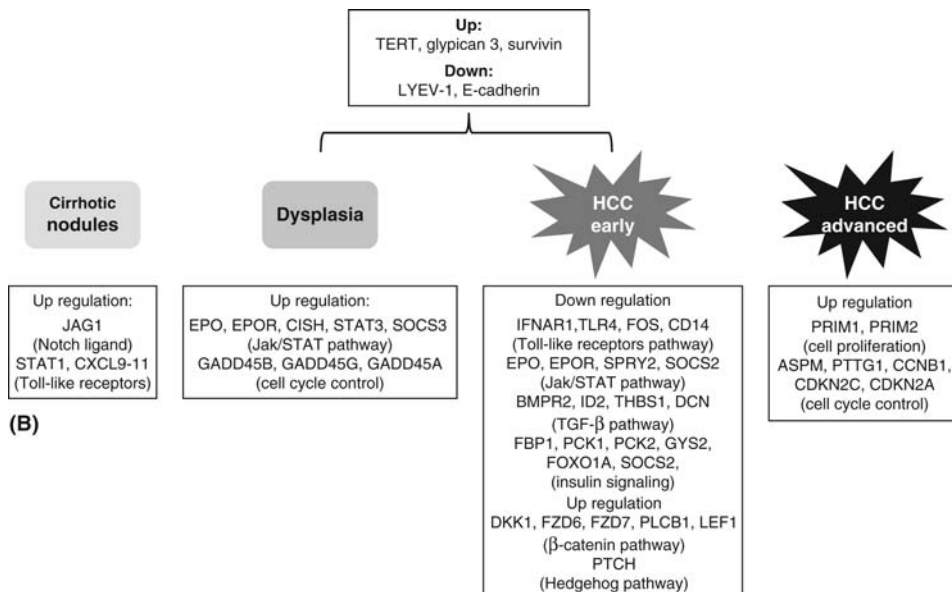 Up:
TERT, glypican 3, survivin
Down:
LYEV-1, E-cadherin
Cirrhotic
nodules
Dysplasia
HCC
early
HCC
advanced
Up regulation:
JAG1
(Notch ligand)
STAT1, CXCL9-11
(Toll-like receptors)
Up regulation:
EPO, EPOR, CISH, STAT3, SOCS3
(Jak/STAT pathway)
GADD45B, GADD45G, GADD45A
(cell cycle control)
Down regulation
IFNAR1,TLR4, FOS, CD14
(Toll-like receptors pathway)
EPO, EPOR, SPRY2, SOCS2
(Jak/STAT pathway)
BMPR2, ID2, THBS1, DCN
(TGF-β pathway)
FBP1, PCK1, PCK2, GYS2,
FOXO1A, SOCS2,
(insulin signaling)
Up regulation
DKK1, FZD6, FZD7, PLCB1, LEF1
(β-catenin pathway)
PTCH
(Hedgehog pathway)
Up regulation
PRIM1, PRIM2
(cell proliferation)
ASPM, PTTG1, CCNB1,
CDKN2C, CDKN2A
(cell cycle control)
(B)